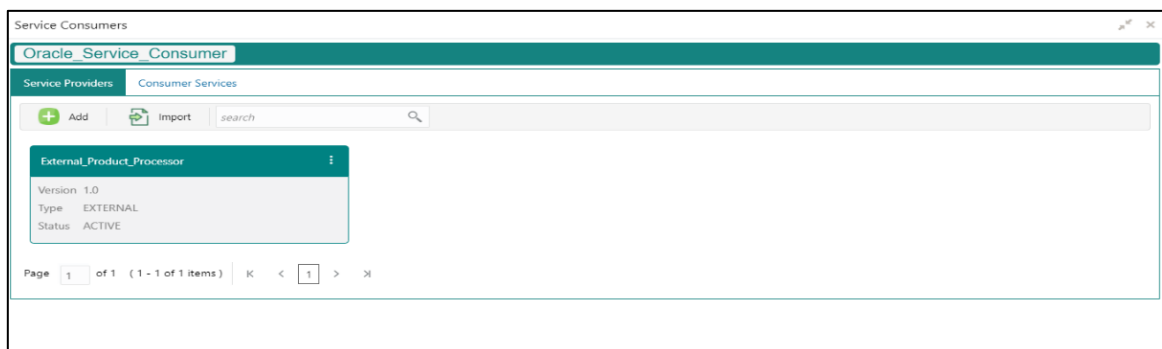 Service Consumers
Oracle_Service_Consumer
Service Providers Consumer Services
Add Import search
External_Product_Processor
Version 1.0
Type EXTERNAL
Status ACTIVE
Page 1 of 1 (1 - 1 of 1 items) 1